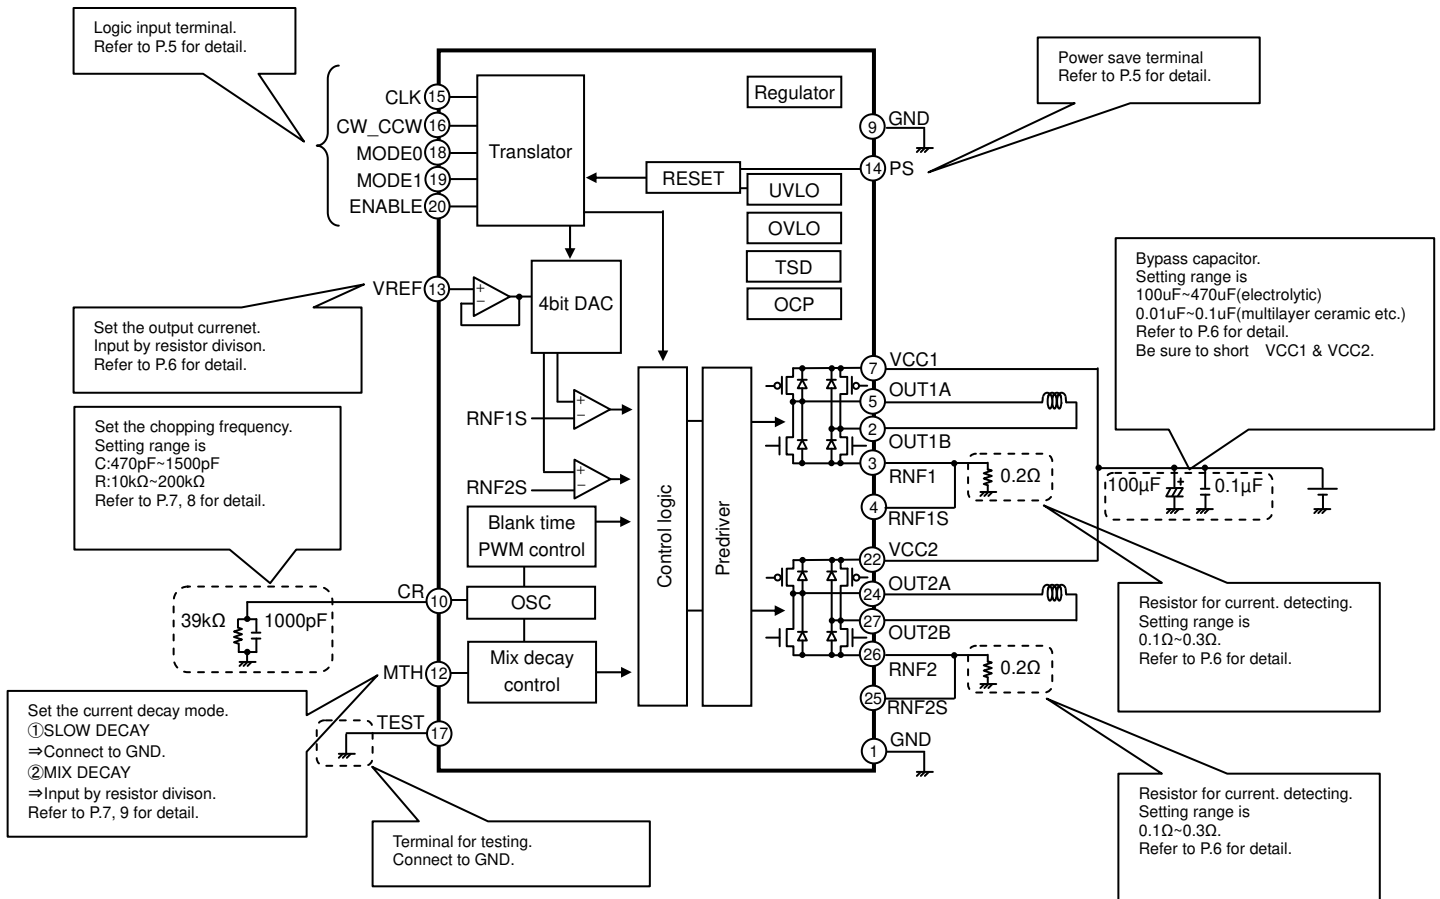 Logic input terminal.
Refer to P.5 for detail.
Power save terminal
Refer to P.5 for detail.
CLK 15
CW_CCW 16
MODE0 18
MODE1 19
ENABLE 20
Translator
Regulator
RESET
UVLO
OVLO
TSD
OCP
9 GND
14 PS
VREF 13
4bit DAC
Set the output currenet.
Input by resistor divison.
Refer to P.6 for detail.
Bypass capacitor.
Setting range is
100uF~470uF(electrolytic)
0.01uF~0.1uF(multilayer ceramic etc.)
Refer to P.6 for detail.
Be sure to short VCC1 & VCC2.
Set the chopping frequency.
Setting range is
C:470pF~1500pF
R:10kΩ~200kΩ
Refer to P.7, 8 for detail.
+
−
+
−
RNF1S
+
−
RNF2S
Blank time
PWM control
OSC
Mix decay
control
Control logic
Predriver
7 VCC1
5 OUT1A
2 OUT1B
3 RNF1
4 RNF1S
0.2Ω
100µF
+
0.1µF
22 VCC2
24 OUT2A
27 OUT2B
26 RNF2
25 RNF2S
0.2Ω
1 GND
CR 10
39kΩ
1000pF
MTH 12
TEST 17
Set the current decay mode.
①SLOW DECAY
⇒Connect to GND.
②MIX DECAY
⇒Input by resistor divison.
Refer to P.7, 9 for detail.
Terminal for testing.
Connect to GND.
Resistor for current. detecting.
Setting range is
0.1Ω~0.3Ω.
Refer to P.6 for detail.
Resistor for current. detecting.
Setting range is
0.1Ω~0.3Ω.
Refer to P.6 for detail.